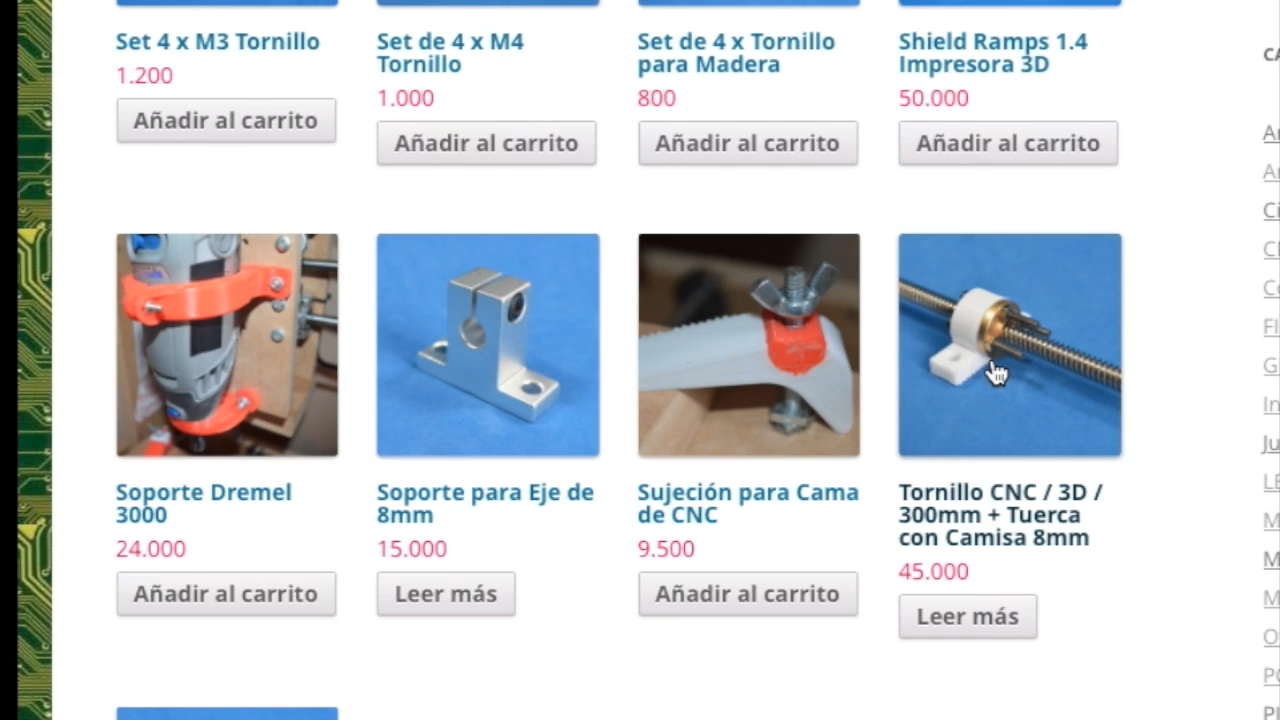 Set 4 x M3 Tornillo
1.200
Añadir al carrito
Set de 4 x M4
Tornillo
1.000
Añadir al carrito
Set de 4 x Tornillo
para Madera
800
Añadir al carrito
Shield Ramps 1.4
Impresora 3D
50.000
Añadir al carrito
Soporte Dremel
3000
24.000
Añadir al carrito
Soporte para Eje de
8mm
15.000
Leer más
Sujeción para Cama
de CNC
9.500
Añadir al carrito
Tornillo CNC / 3D /
300mm + Tuerca
con Camisa 8mm
45.000
Leer más